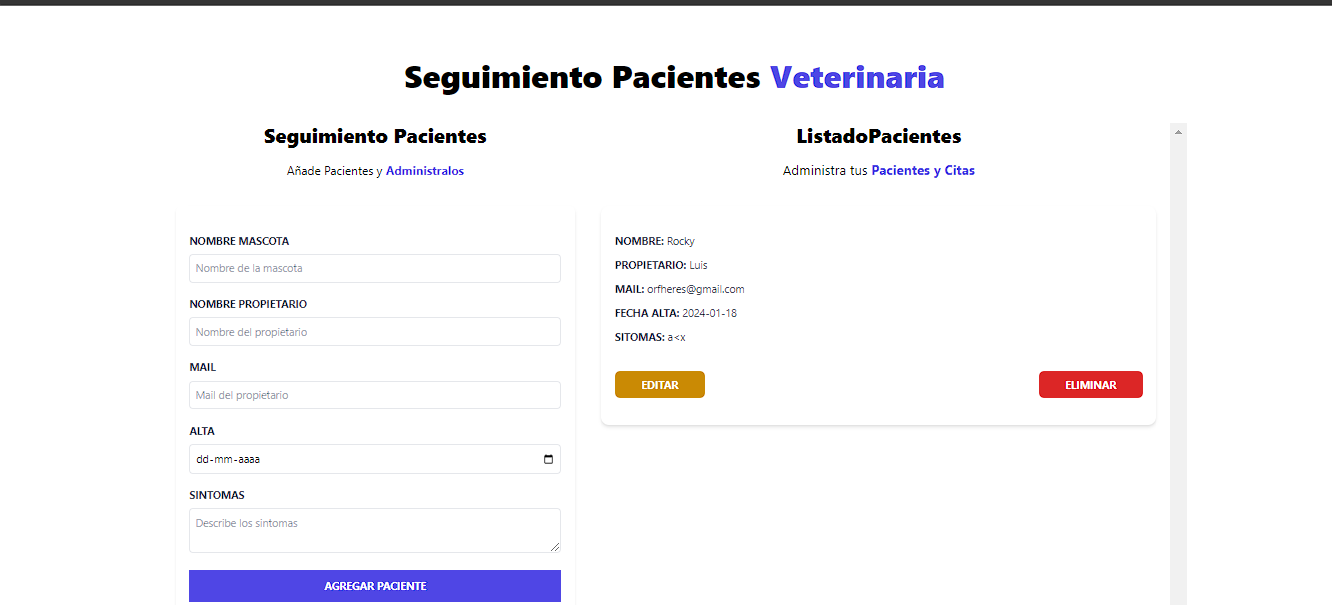 Seguimiento Pacientes Veterinaria
Seguimiento Pacientes
Añade Pacientes y Administralos
NOMBRE MASCOTA
Nombre de la mascota
NOMBRE PROPIETARIO
Nombre del propietario
MAIL
Mail del propietario
ALTA
dd-mm-aaaa
SINTOMAS
Describe los sintomas
AGREGAR PACIENTE
ListadoPacientes
Administra tus Pacientes y Citas
NOMBRE: Rocky
PROPIETARIO: Luis
MAIL: orfheres@gmail.com
FECHA ALTA: 2024-01-18
SITOMAS: a<x
EDITAR
ELIMINAR